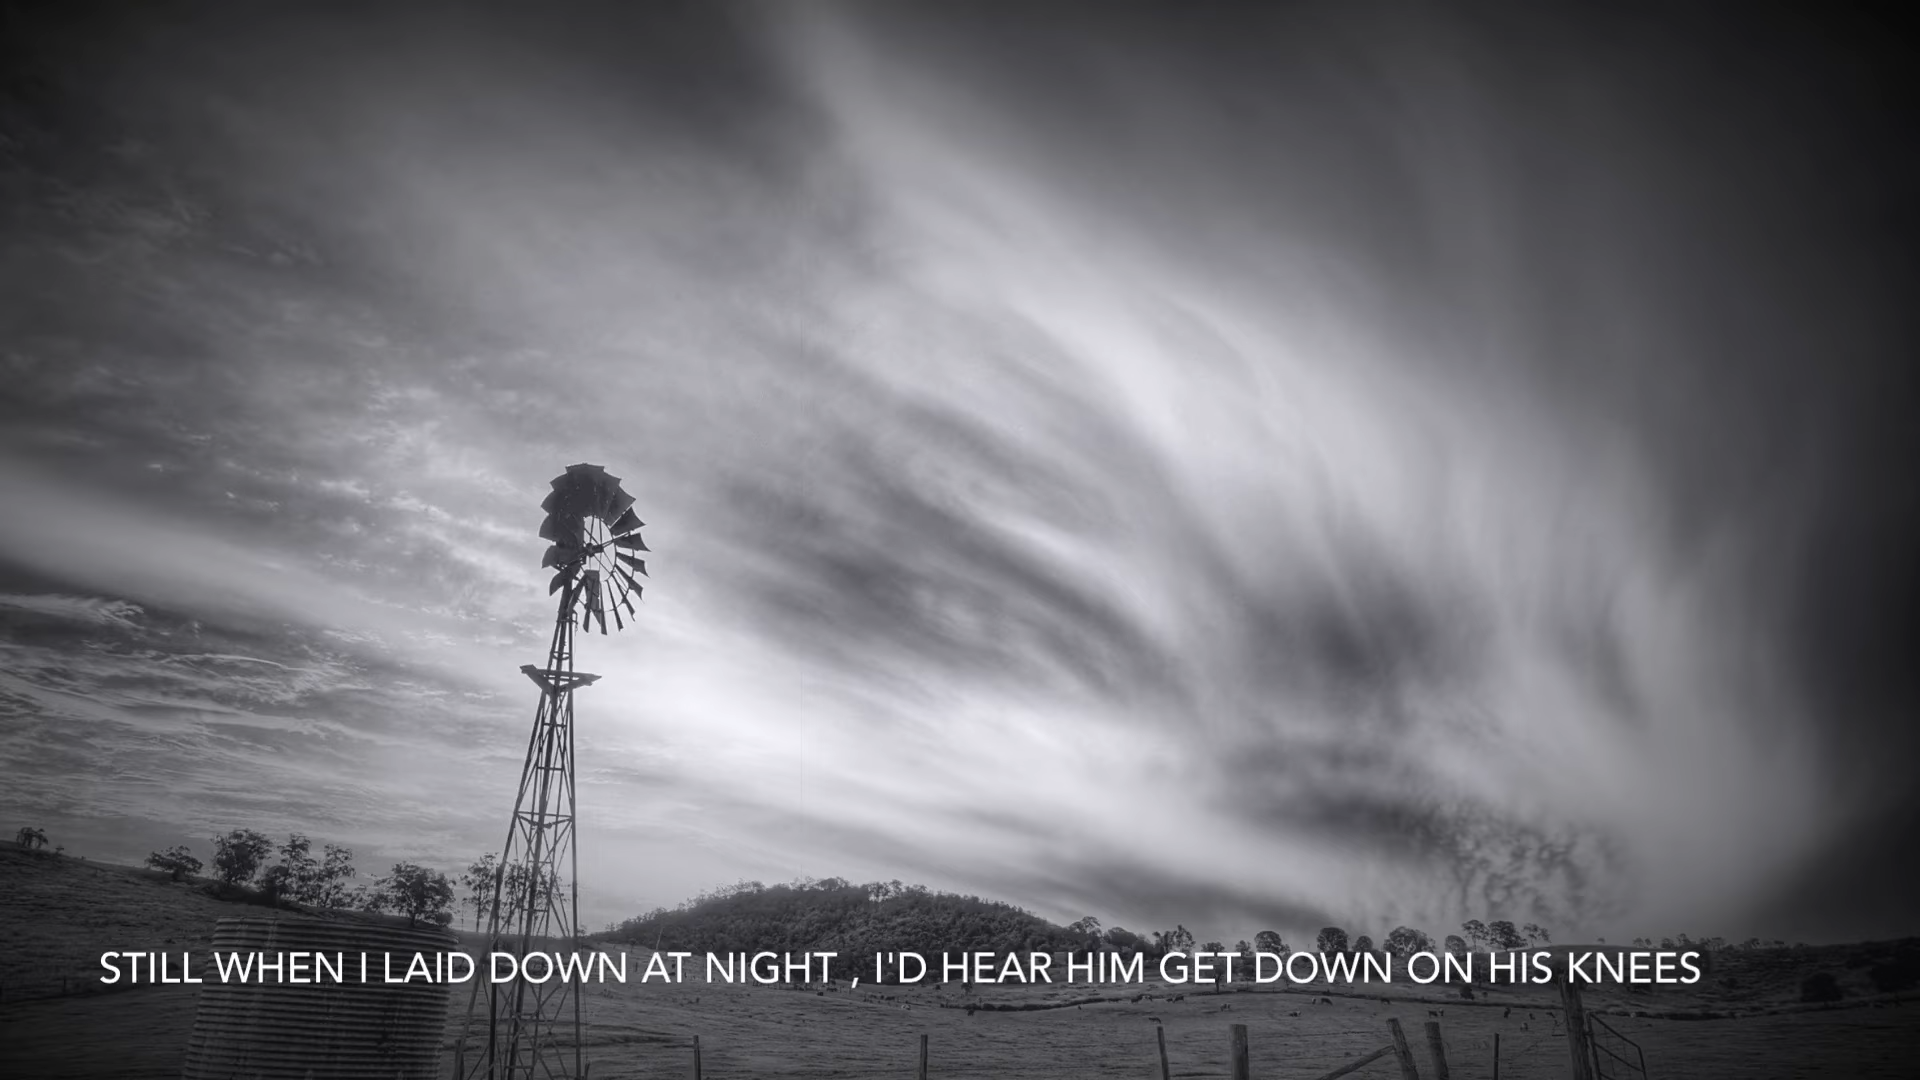 STILL WHEN I LAID DOWN AT NIGHT , I'D HEAR HIM GET DOWN ON HIS KNEES